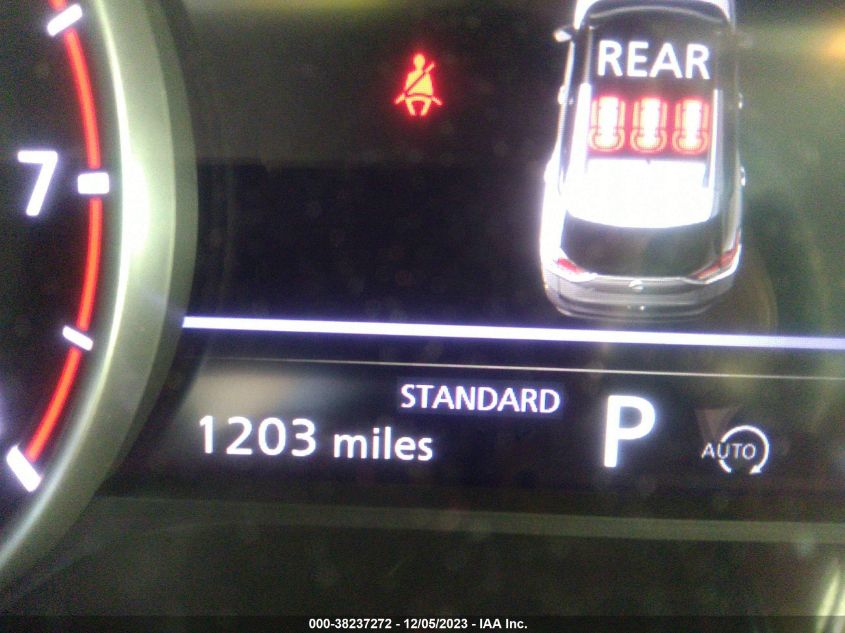 REAR
7
STANDARD
1203 miles
P
AUTO
000-38237272 - 12/05/2023 - IAA Inc.